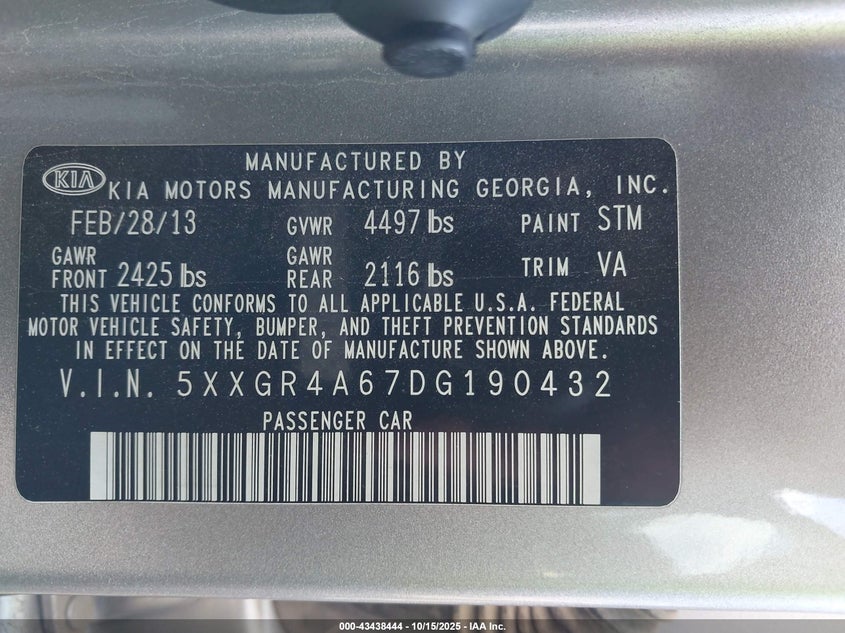 MANUFACTURED BY
KIA KIA MOTORS MANUFACTURING GEORGIA, INC.
FEB/28/13 GVWR 4497 lbs PAINT STM
GAWR FRONT 2425 lbs GAWR REAR 2116 lbs TRIM VA
THIS VEHICLE CONFORMS TO ALL APPLICABLE U.S.A. FEDERAL
MOTOR VEHICLE SAFETY, BUMPER, AND THEFT PREVENTION STANDARDS
IN EFFECT ON THE DATE OF MANUFACTURE SHOWN ABOVE.
V.I.N. 5XXGR4A67DG190432
PASSENGER CAR
000-43438444 - 10/15/2025 - IAA Inc.